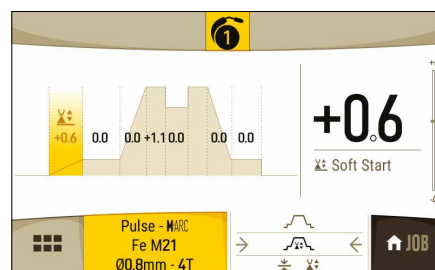 1
+0.6
0.0 0.0 +1.1 0.0 0.0 0.0
+0.6
Soft Start
Pulse - MARC
Fe M21
Ø0.8mm - 4T
JOB